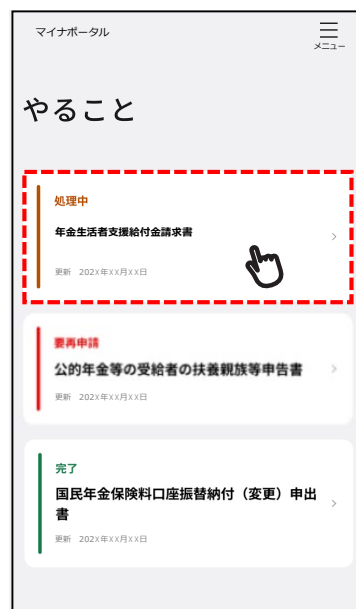 マイナポータル
メニュー
やること
処理中
年金生活者支援給付金請求書
更新 202X年XX月XX日
要再申請
公的年金等の受給者の扶養親族等申告書
更新 202X年XX月XX日
完了
国民年金保険料口座振替納付（変更）申出
書
更新 202X年XX月XX日